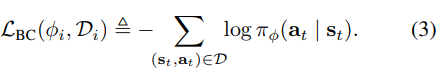 ℒ_BC(ϕ_i, 𝒟_i) ≜ − ∑_{(𝐬_t,𝐚_t)∈𝒟} log π_ϕ(𝐚_t | 𝐬_t). (3)